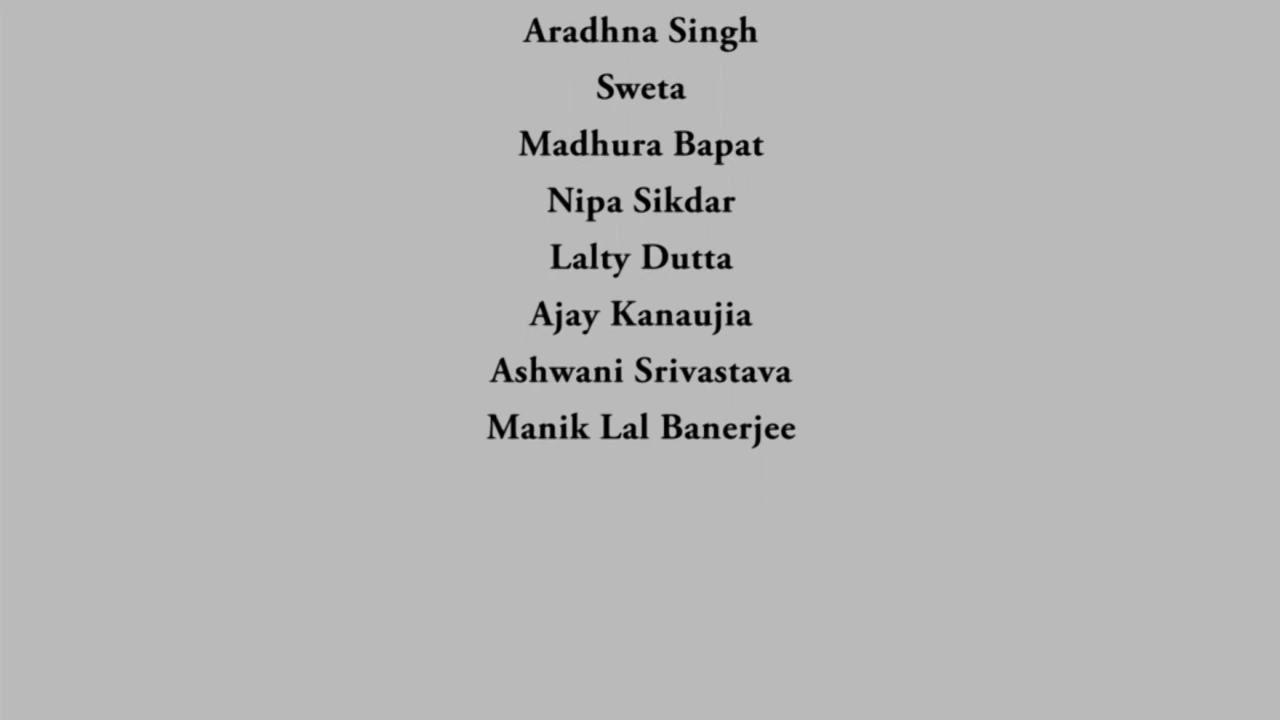 Aradhna Singh
Sweta
Madhura Bapat
Nipa Sikdar
Lalty Dutta
Ajay Kanaujia
Ashwani Srivastava
Manik Lal Banerjee